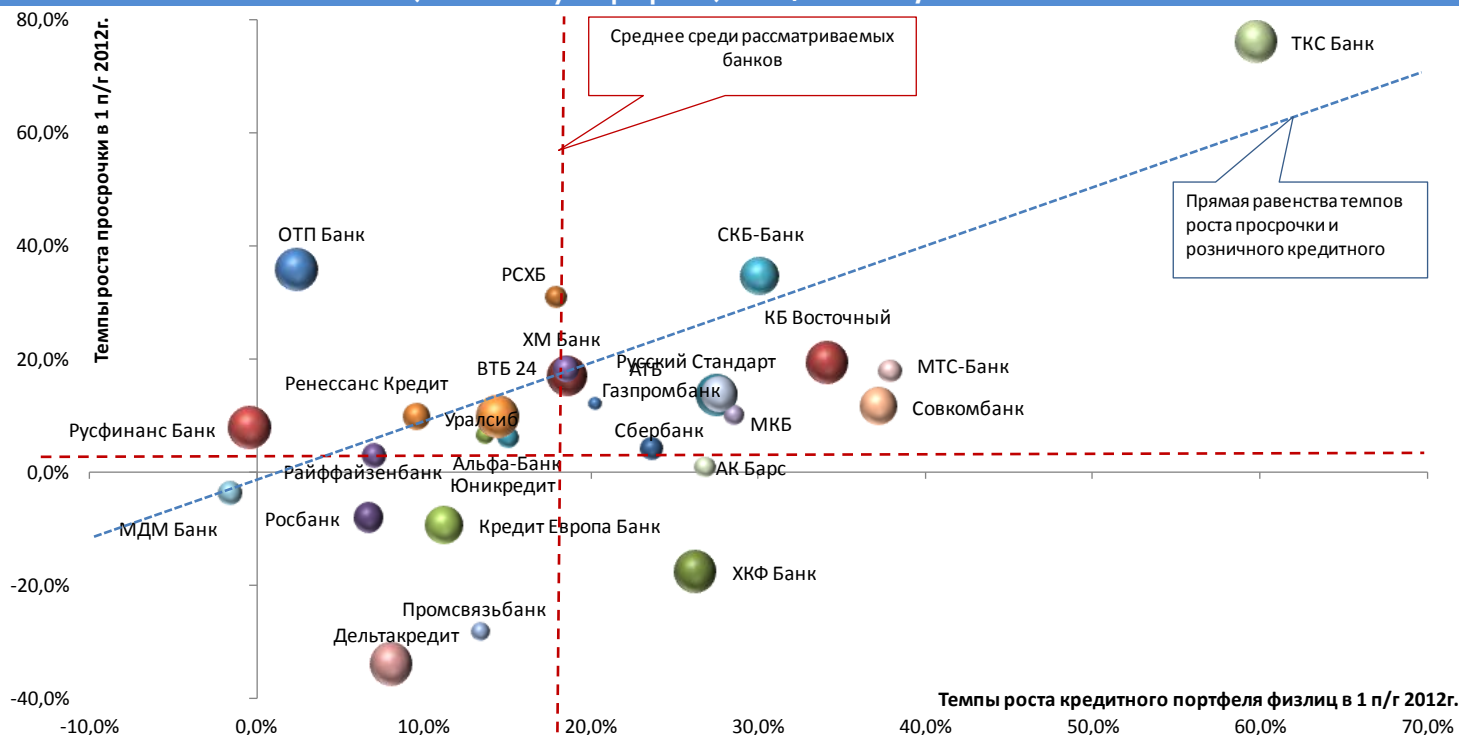 80,0%
60,0%
40,0%
20,0%
0,0%
-20,0%
-40,0%
Темпы роста просрочки в 1 п/г 2012г.
Среднее среди рассматриваемых
банков
ТКС Банк
Прямая равенства темпов
роста просрочки и
розничного кредитного
ОТП Банк
СКБ-Банк
РСХБ
КБ Восточный
ХМ Банк
ВТБ 24
АТБ
Русский Стандарт
МТС-Банк
Ренессанс Кредит
Газпромбанк
Совкомбанк
Уралсиб
МКБ
Русфинанс Банк
Сбербанк
Райффайзенбанк
Альфа-Банк
Юникредит
АК Барс
МДМ Банк
Росбанк
Кредит Европа Банк
ХКФ Банк
Промсвязьбанк
Дельтакредит
Темпы роста кредитного портфеля физлиц в 1 п/г 2012г.
-10,0%
0,0%
10,0%
20,0%
30,0%
40,0%
50,0%
60,0%
70,0%